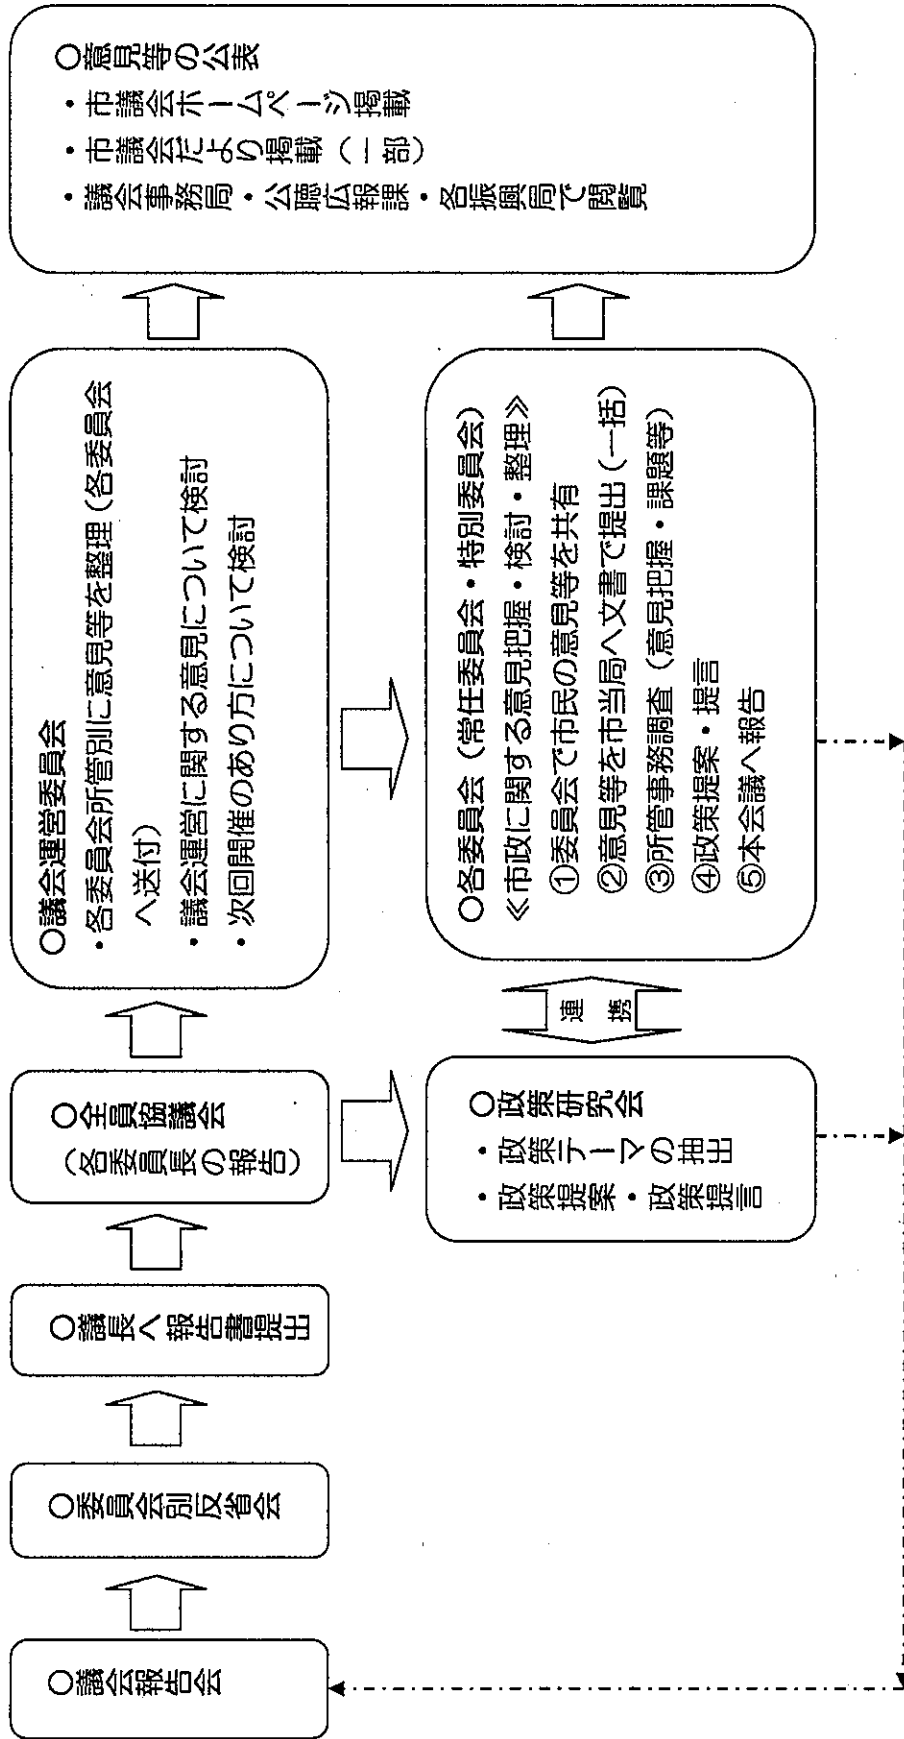 ○議会報告会
○委員会別反省会
○議長へ報告書提出
○全員協議会
(各委員長の報告)
○議会運営委員会
・各委員会所管別に意見等を整理(各委員会
へ送付)
・議会運営に関する意見について検討
・次回開催のあり方について検討
○意見等の公表
・市議会ホームページ掲載
・市議会だより掲載(一部)
・議会事務局・公聴広報課・各振興局で閲覧
○政策研究会
・政策テーマの抽出
・政策提案・政策提言
連携
○各委員会(常任委員会・特別委員会)
≪市政に関する意見把握・検討・整理≫
①委員会で市民の意見等を共有
②意見等を市当局へ文書で提出(一括)
③所管事務調査(意見把握・課題等)
④政策提案・提言
⑤本会議へ報告